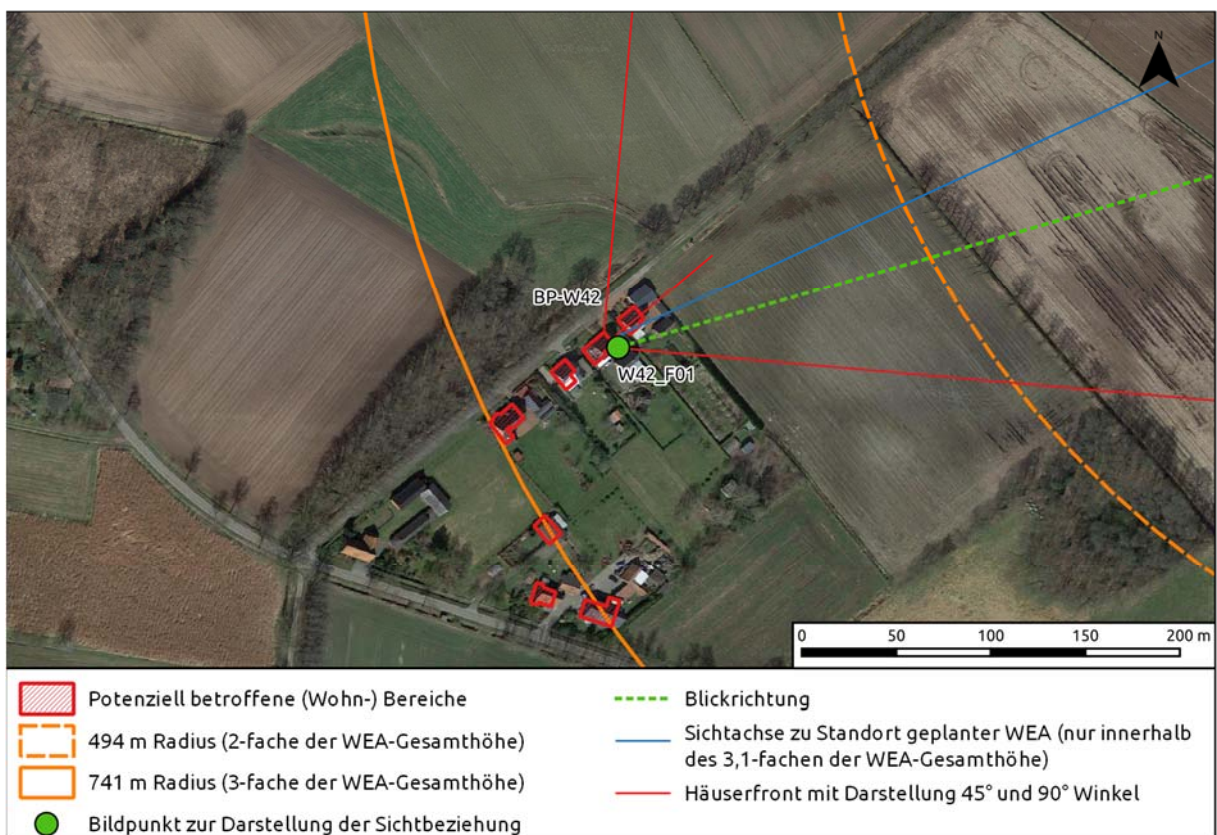 N
BP-W42
W42_F01
0 50 100 150 200 m
Potenziell betroffene (Wohn-) Bereiche
494 m Radius (2-fache der WEA-Gesamthöhe)
741 m Radius (3-fache der WEA-Gesamthöhe)
Bildpunkt zur Darstellung der Sichtbeziehung
Blickrichtung
Sichtachse zu Standort geplanter WEA (nur innerhalb
des 3,1-fachen der WEA-Gesamthöhe)
Häuserfront mit Darstellung 45° und 90° Winkel